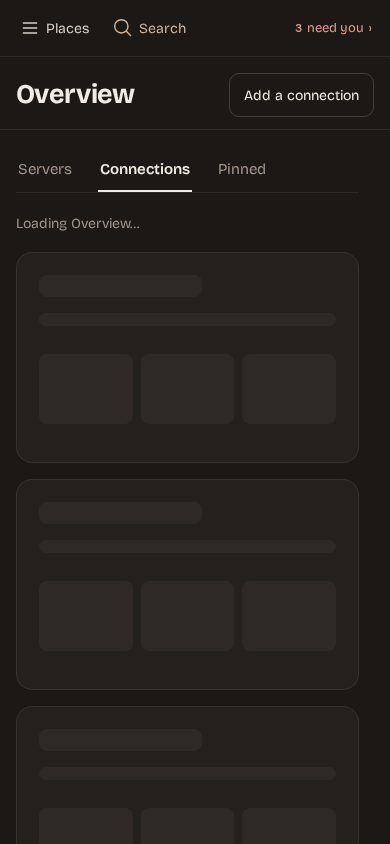 Places
Search
3 need you ›
Overview
Add a connection
Servers
Connections
Pinned
Loading Overview...